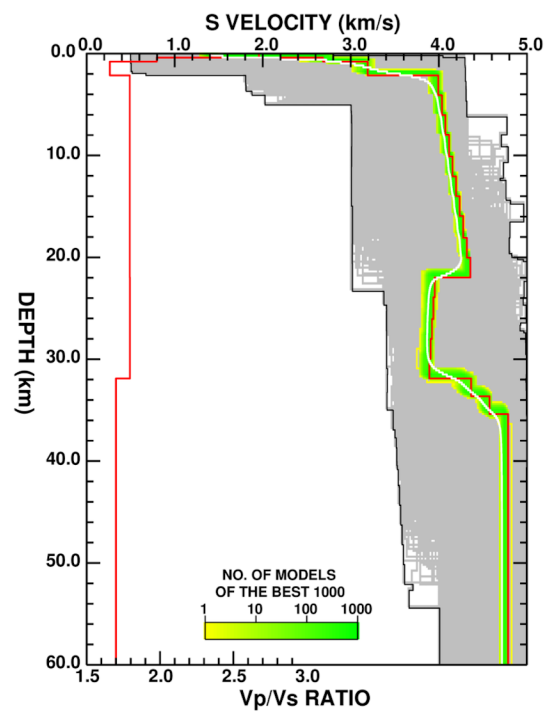 S VELOCITY (km/s)
0.0 1.0 2.0 3.0 4.0 5.0
0.0
10.0
20.0
30.0
40.0
50.0
60.0
DEPTH (km)
NO. OF MODELS
OF THE BEST 1000
1 10 100 1000
1.5 2.0 2.5 3.0
Vp/Vs RATIO